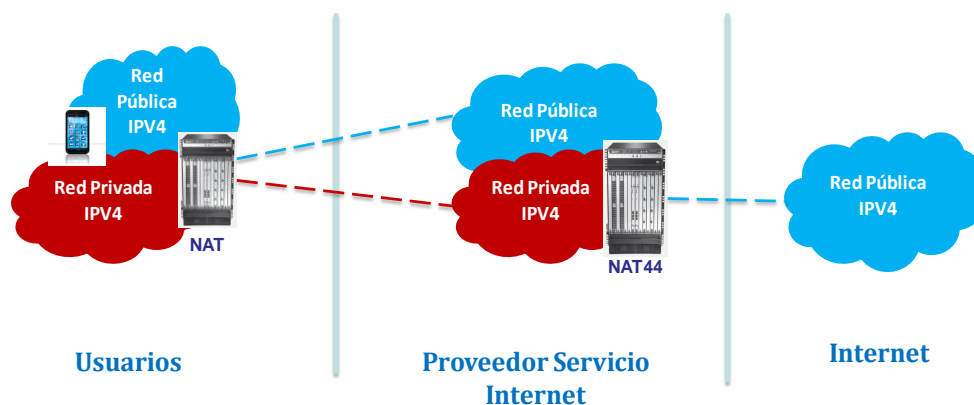 Red
Pública
IPV4
Red Privada
IPV4
NAT
Usuarios
Red Pública
IPV4
Red Privada
IPV4
NAT44
Proveedor Servicio
Internet
Red Pública
IPV4
Internet